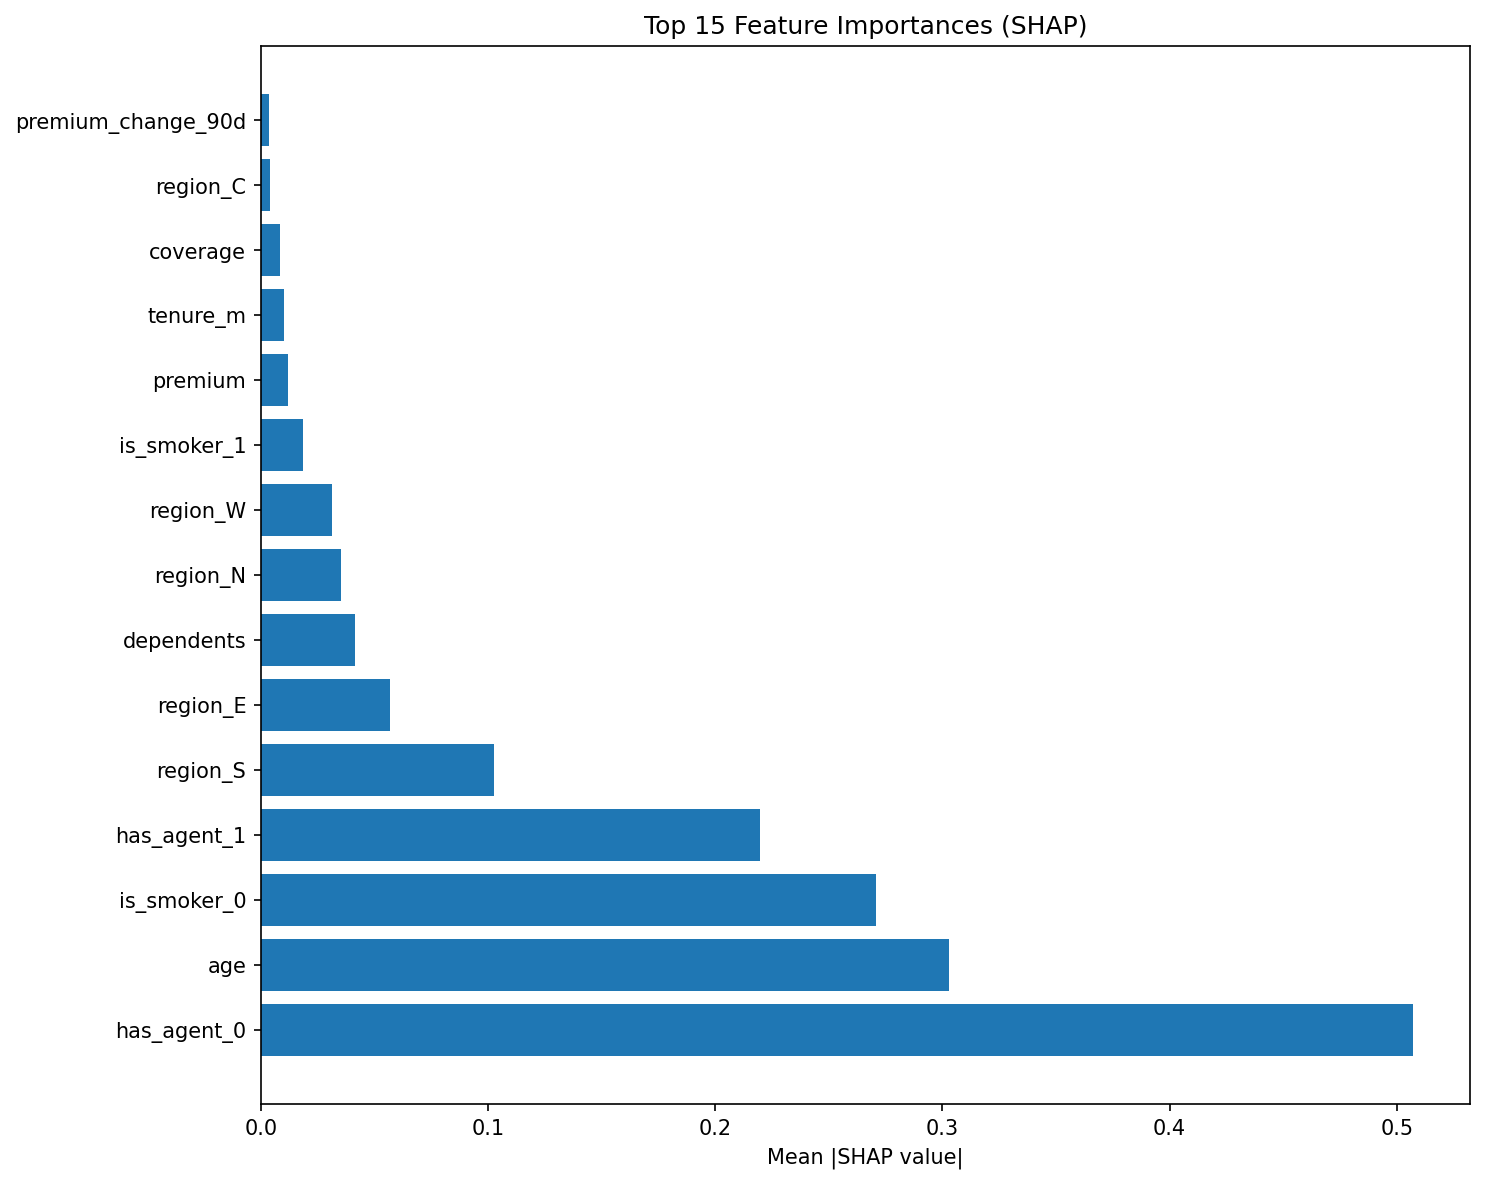 Top 15 Feature Importances (SHAP)
premium_change_90d
region_C
coverage
tenure_m
premium
is_smoker_1
region_W
region_N
dependents
region_E
region_S
has_agent_1
is_smoker_0
age
has_agent_0
0.0 0.1 0.2 0.3 0.4 0.5
Mean |SHAP value|